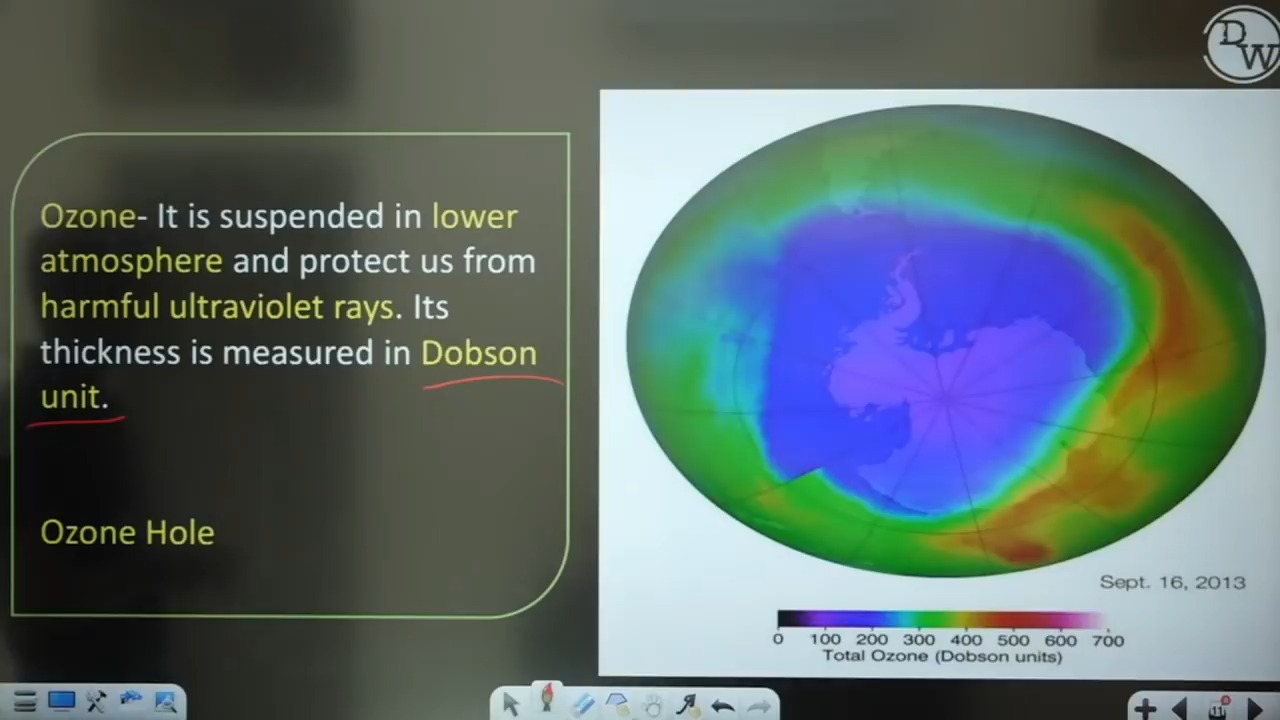 DW
Ozone- It is suspended in lower
atmosphere and protect us from
harmful ultraviolet rays. Its
thickness is measured in Dobson
unit.
Ozone Hole
Sept. 16, 2013
0 100 200 300 400 500 600 700
Total Ozone (Dobson units)